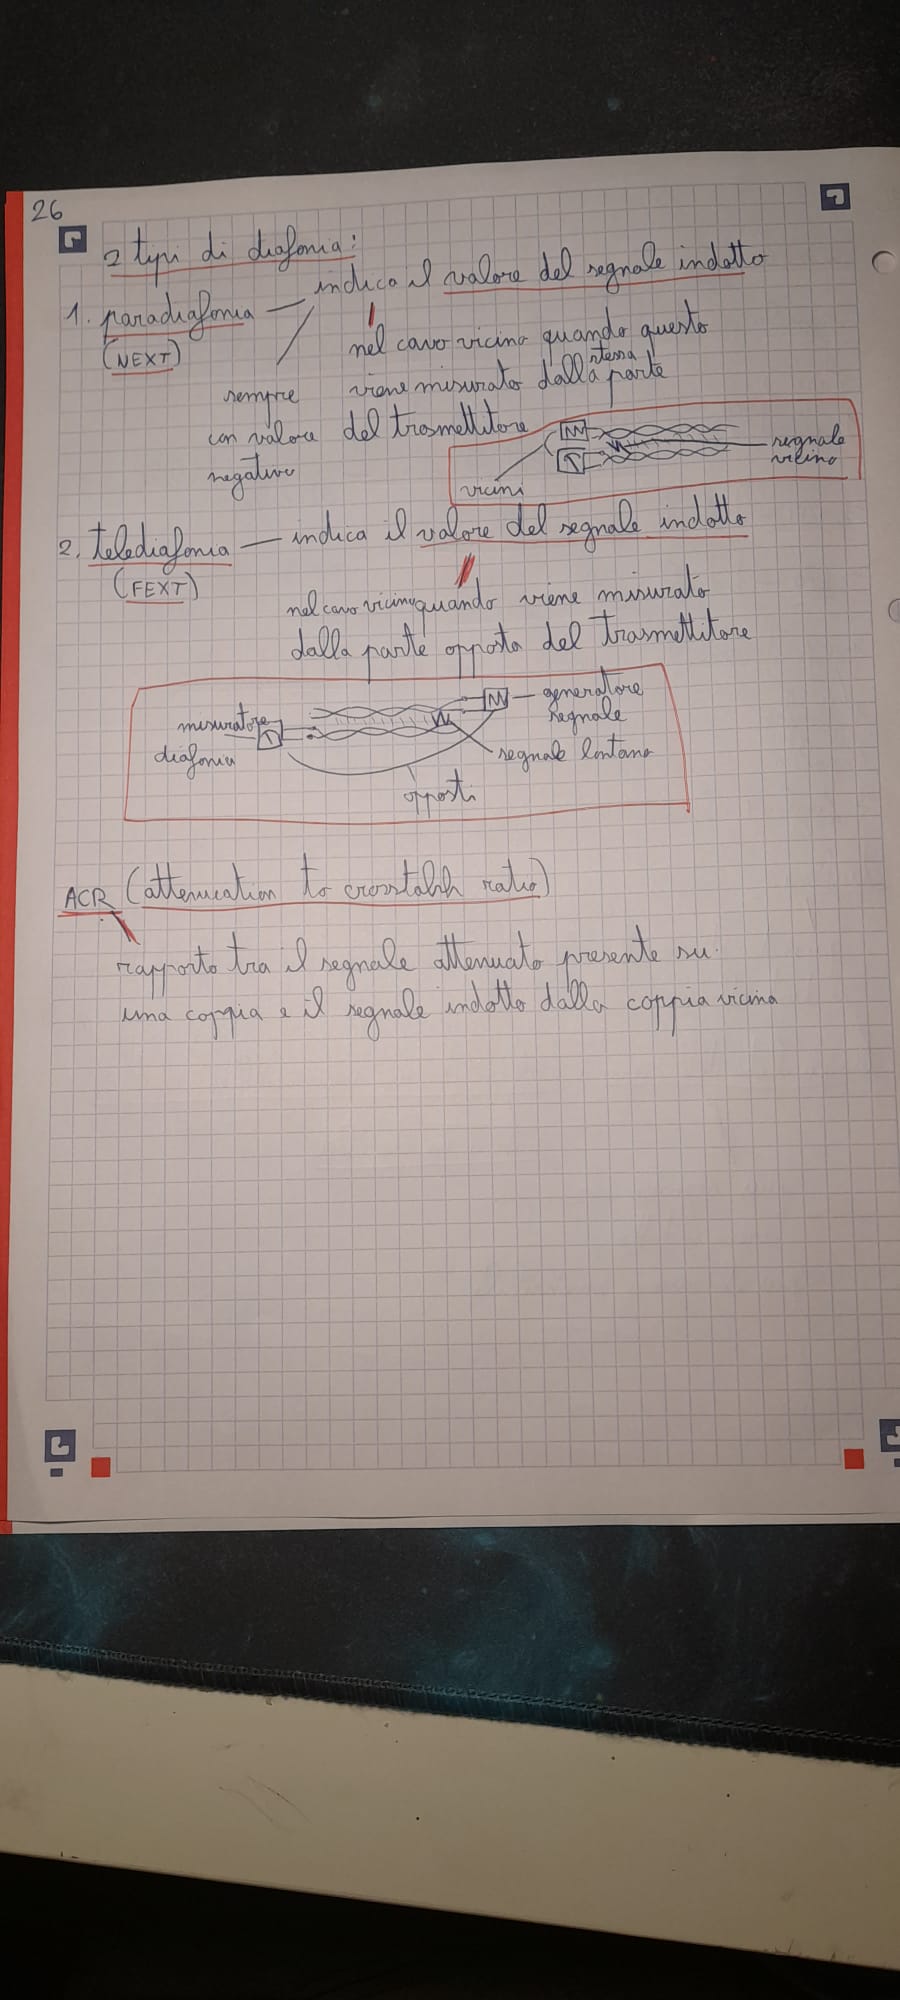 26
2 tipi di diafonia:
1. paradiafonia — indica il valore del segnale indotto
(NEXT)
nel cavo vicino quando questo
viene misurato dalla stessa parte
del trasmettitore
sempre
con valore
negativo
segnale
vicino
vicini
2. telediafonia — indica il valore del segnale indotto
(FEXT)
nel cavo vicino quando viene misurato
dalla parte opposta del trasmettitore
misuratore
diafonia
generatore
segnale
segnale lontano
opposti
ACR (attenuation to crosstalk ratio)
rapporto tra il segnale attenuato presente su
una coppia e il segnale indotto dalla coppia vicina